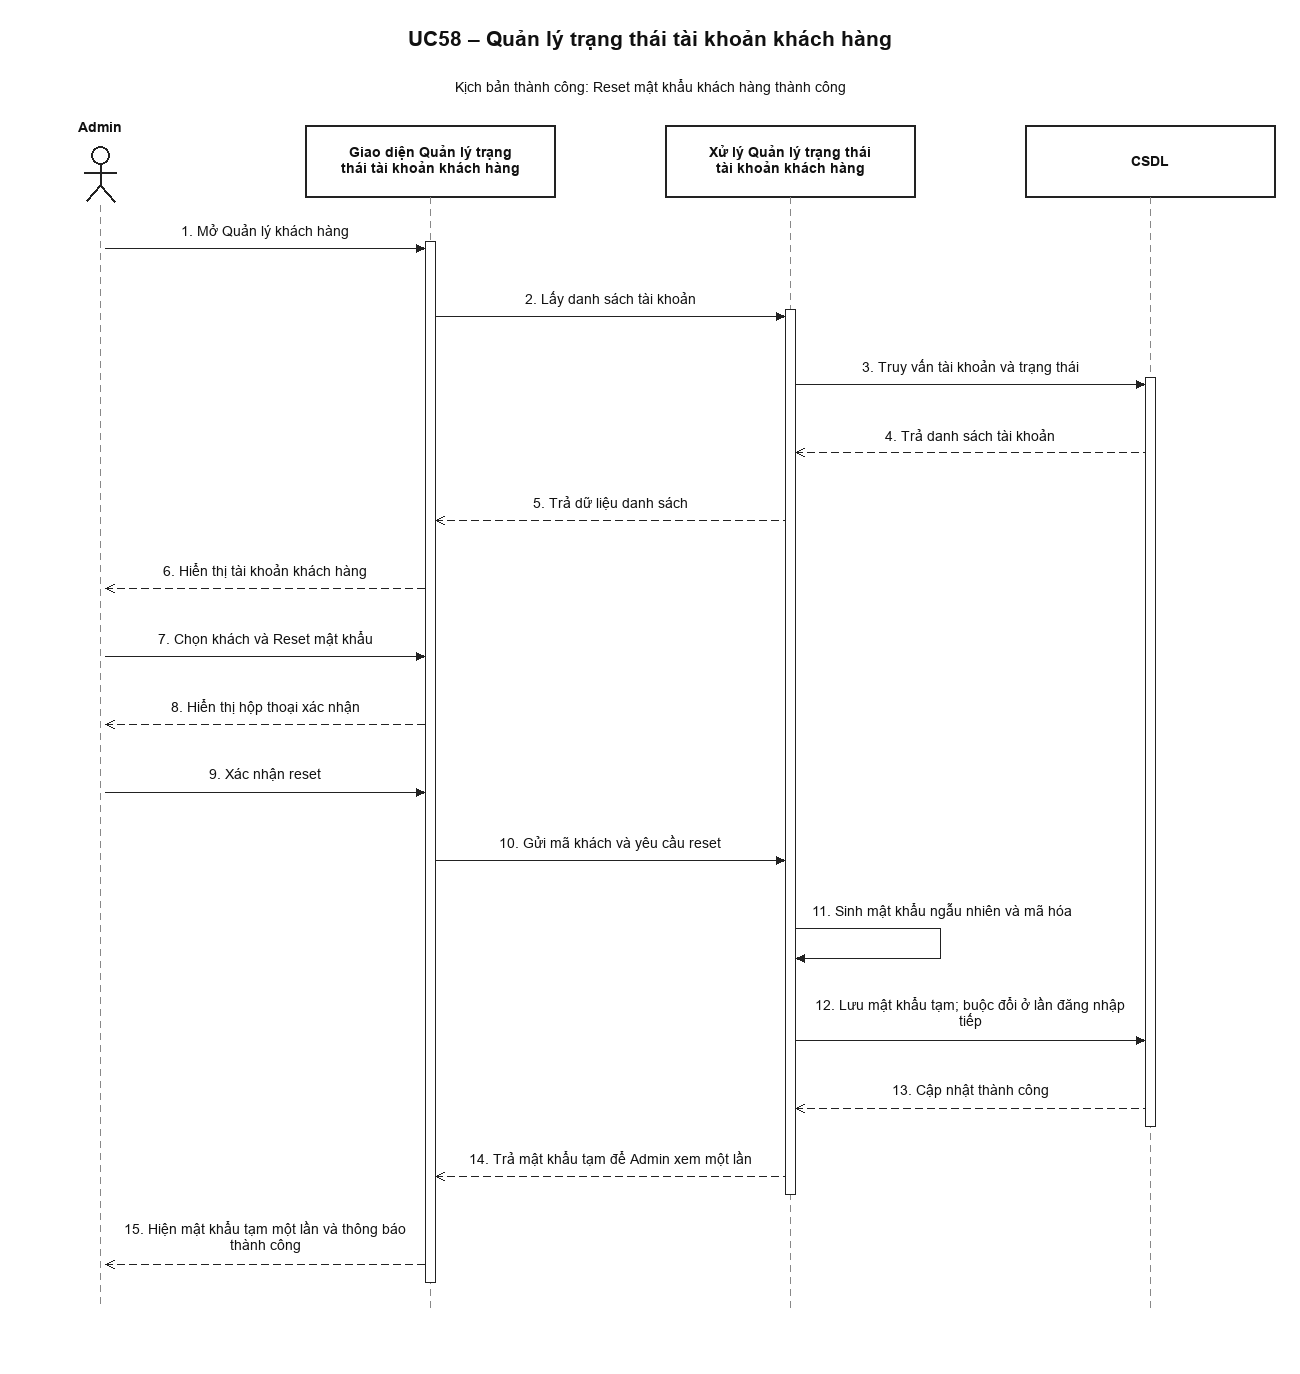 UC58 – Quản lý trạng thái tài khoản khách hàng
Kịch bản thành công: Reset mật khẩu khách hàng thành công
Admin
Giao diện Quản lý trạng
thái tài khoản khách hàng
Xử lý Quản lý trạng thái
tài khoản khách hàng
CSDL
1. Mở Quản lý khách hàng
2. Lấy danh sách tài khoản
3. Truy vấn tài khoản và trạng thái
4. Trả danh sách tài khoản
5. Trả dữ liệu danh sách
6. Hiển thị tài khoản khách hàng
7. Chọn khách và Reset mật khẩu
8. Hiển thị hộp thoại xác nhận
9. Xác nhận reset
10. Gửi mã khách và yêu cầu reset
11. Sinh mật khẩu ngẫu nhiên và mã hóa
12. Lưu mật khẩu tạm; buộc đổi ở lần đăng nhập
tiếp
13. Cập nhật thành công
14. Trả mật khẩu tạm để Admin xem một lần
15. Hiện mật khẩu tạm một lần và thông báo
thành công